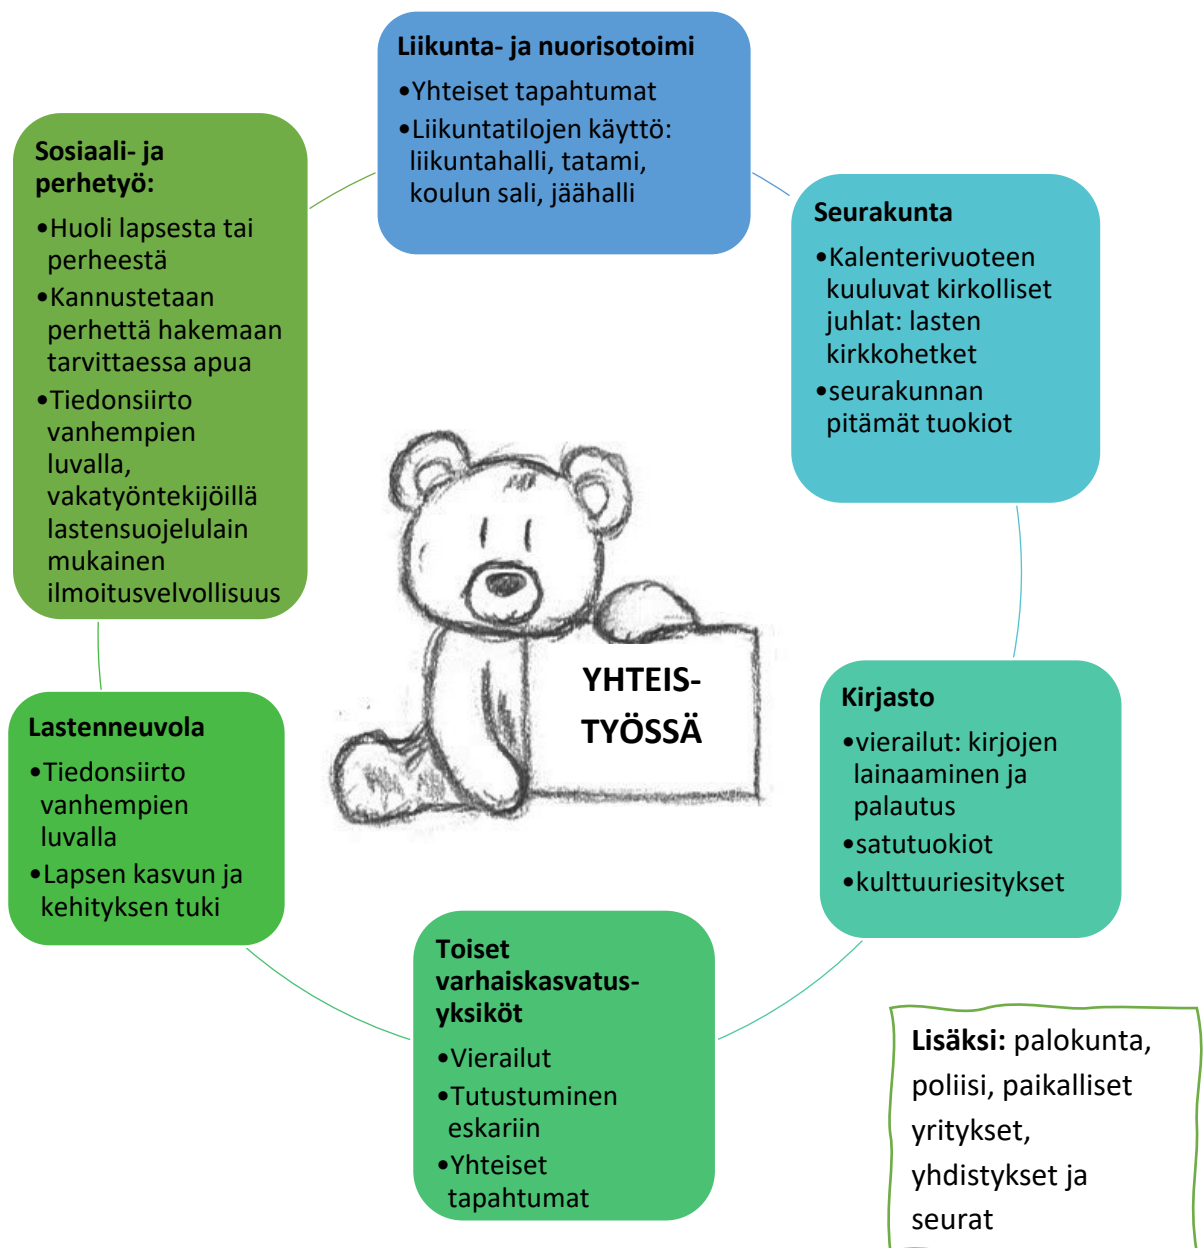 Liikunta- ja nuorisotoimi
•Yhteiset tapahtumat
•Liikuntatilojen käyttö:
liikuntahalli, tatami,
koulun sali, jäähalli
Seurakunta
•Kalenterivuoteen
kuuluvat kirkolliset
juhlat: lasten
kirkkohetket
•seurakunnan
pitämät tuokiot
Kirjasto
•vierailut: kirjojen
lainaaminen ja
palautus
•satutuokiot
•kulttuuriesitykset
Toiset
varhaiskasvatus-
yksiköt
•Vierailut
•Tutustuminen
eskariin
•Yhteiset
tapahtumat
Lastenneuvola
•Tiedonsiirto
vanhempien
luvalla
•Lapsen kasvun ja
kehityksen tuki
Sosiaali- ja
perhetyö:
•Huoli lapsesta tai
perheestä
•Kannustetaan
perhettä hakemaan
tarvittaessa apua
•Tiedonsiirto
vanhempien
luvalla,
vakatyöntekijöillä
lastensuojelulain
mukainen
ilmoitusvelvollisuus
YHTEIS-
TYÖSSÄ
Lisäksi: palokunta,
poliisi, paikalliset
yritykset,
yhdistykset ja
seurat